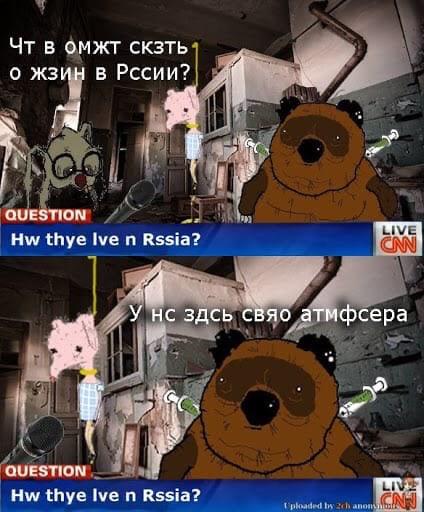 Чт в омжт скзть
о жзин в Рссии?
QUESTION
LIVE
CNN
Hw thye lve n Rssia?
У нс здсь свяо атмфсера
QUESTION
LIVE
CNN
Hw thye lve n Rssia?
Uploaded by 2ch anonymous